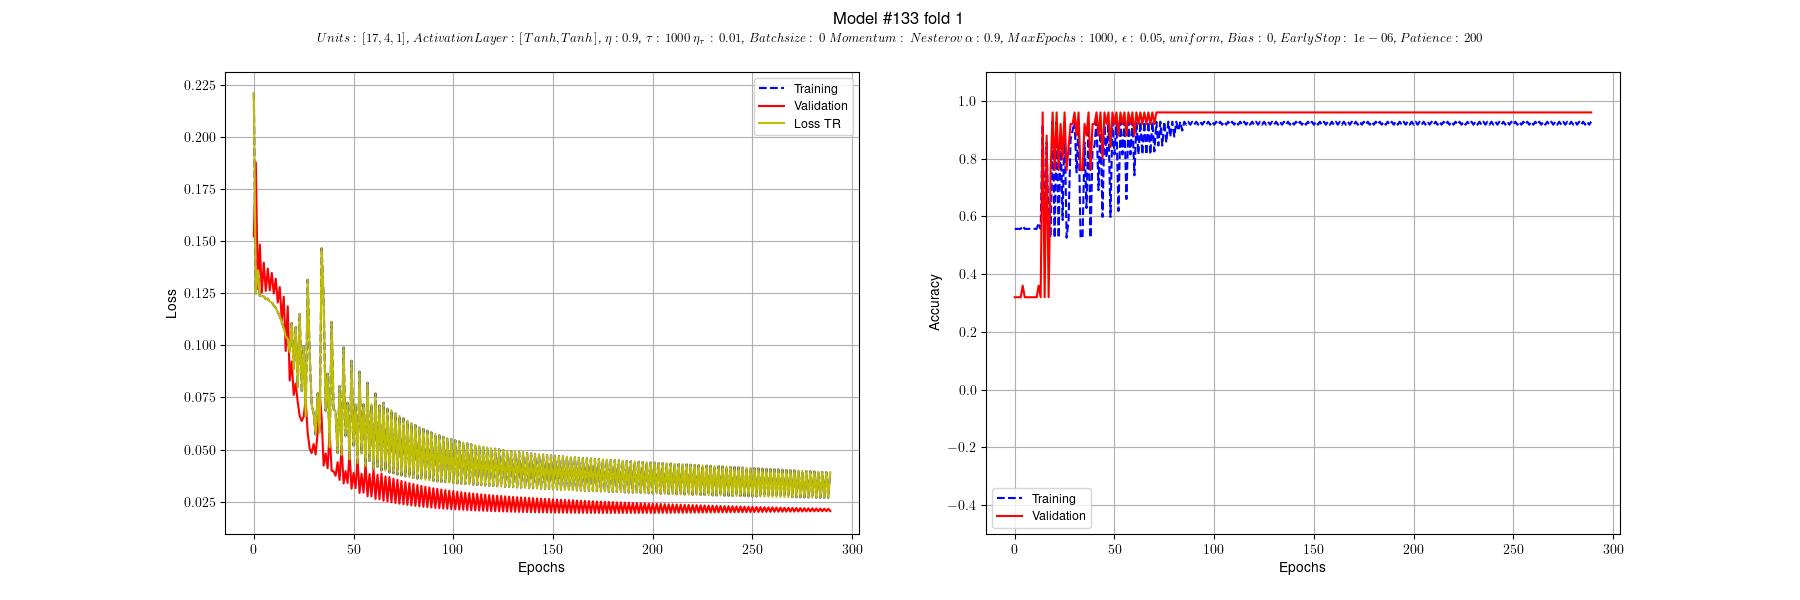 Model #133 fold 1
Units : [17, 4, 1], ActivationLayer : [Tanh, Tanh], η : 0.9, τ : 1000 η_τ : 0.01, Batchsize : 0 Momentum : Nesterov α : 0.9, MaxEpochs : 1000, ϵ : 0.05, uniform, Bias : 0, EarlyStop : 1e − 06, Patience : 200
0.225
0.200
0.175
0.150
0.125
0.100
0.075
0.050
0.025
Loss
Training
Validation
Loss TR
0 50 100 150 200 250 300
Epochs
1.0
0.8
0.6
0.4
0.2
0.0
−0.2
−0.4
Accuracy
Training
Validation
0 50 100 150 200 250 300
Epochs